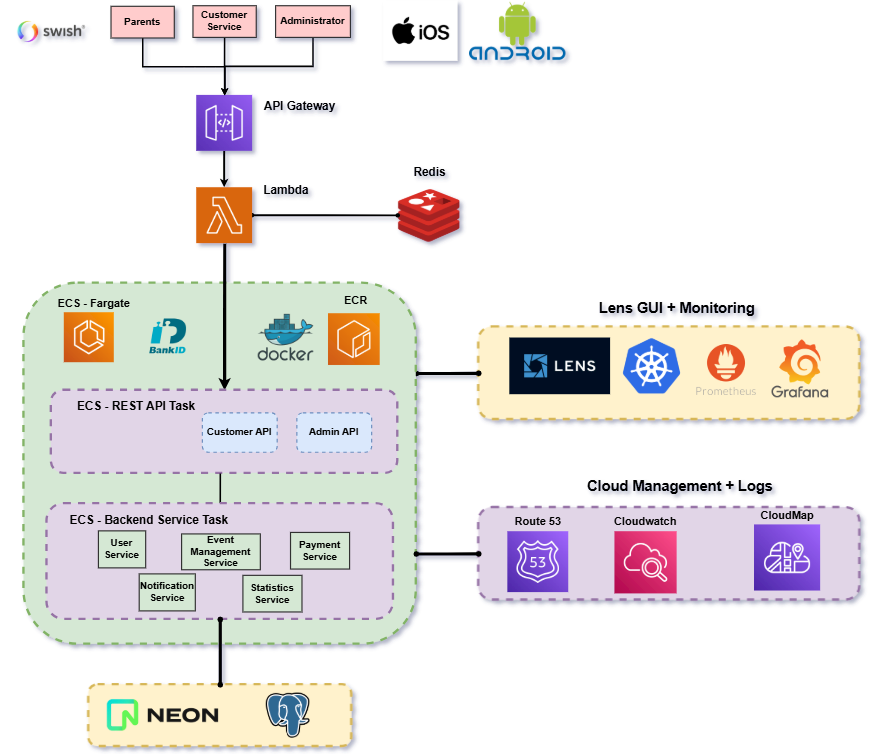 swish
Parents
Customer
Service
Administrator
iOS
ANDROID
API Gateway
Lambda
Redis
ECS - Fargate
BankID
docker
ECR
Lens GUI + Monitoring
LENS
Prometheus
Grafana
ECS - REST API Task
Customer API
Admin API
Cloud Management + Logs
Route 53
Cloudwatch
CloudMap
53
ECS - Backend Service Task
User
Service
Event
Management
Service
Payment
Service
Notification
Service
Statistics
Service
NEON